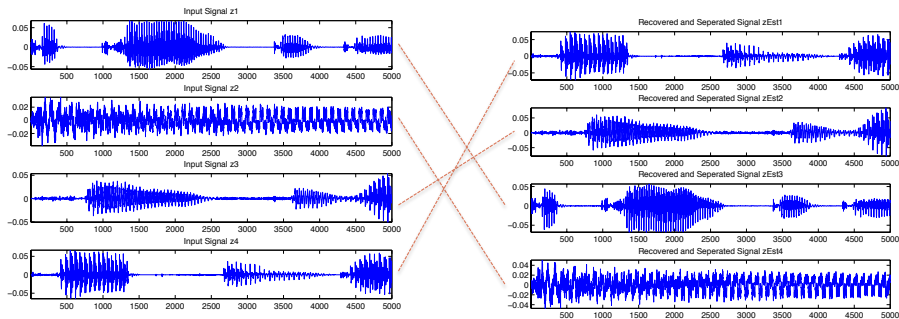 Input Signal z1
0.05
0
−0.05
500 1000 1500 2000 2500 3000 3500 4000 4500 5000
Input Signal z2
0.02
0
−0.02
500 1000 1500 2000 2500 3000 3500 4000 4500 5000
Input Signal z3
0.05
0
−0.05
500 1000 1500 2000 2500 3000 3500 4000 4500 5000
Input Signal z4
0.05
0
−0.05
500 1000 1500 2000 2500 3000 3500 4000 4500 5000
Recovered and Seperated Signal zEst1
0.05
0
−0.05
500 1000 1500 2000 2500 3000 3500 4000 4500 5000
Recovered and Seperated Signal zEst2
0.05
0
−0.05
500 1000 1500 2000 2500 3000 3500 4000 4500 5000
Recovered and Seperated Signal zEst3
0.05
0
−0.05
500 1000 1500 2000 2500 3000 3500 4000 4500 5000
Recovered and Seperated Signal zEst4
0.04
0.02
0
−0.02
−0.04
500 1000 1500 2000 2500 3000 3500 4000 4500 5000